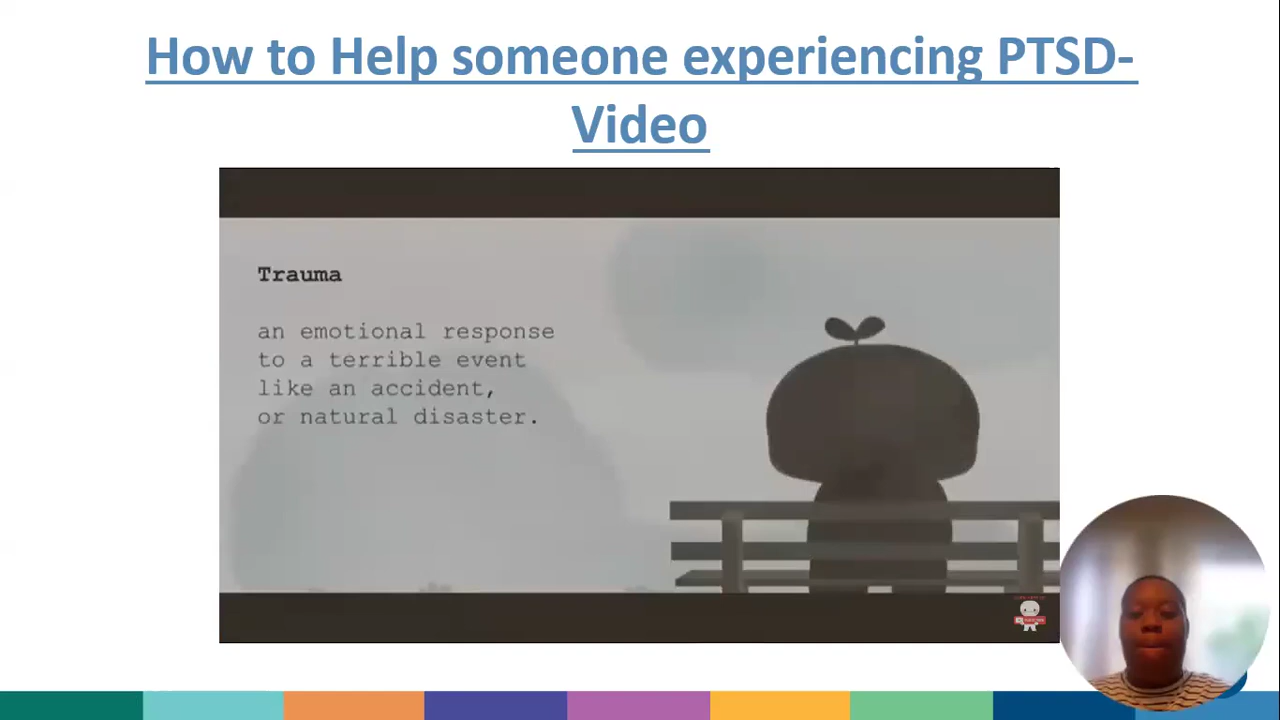 How to Help someone experiencing PTSD-
Video
Trauma
an emotional response
to a terrible event
like an accident,
or natural disaster.